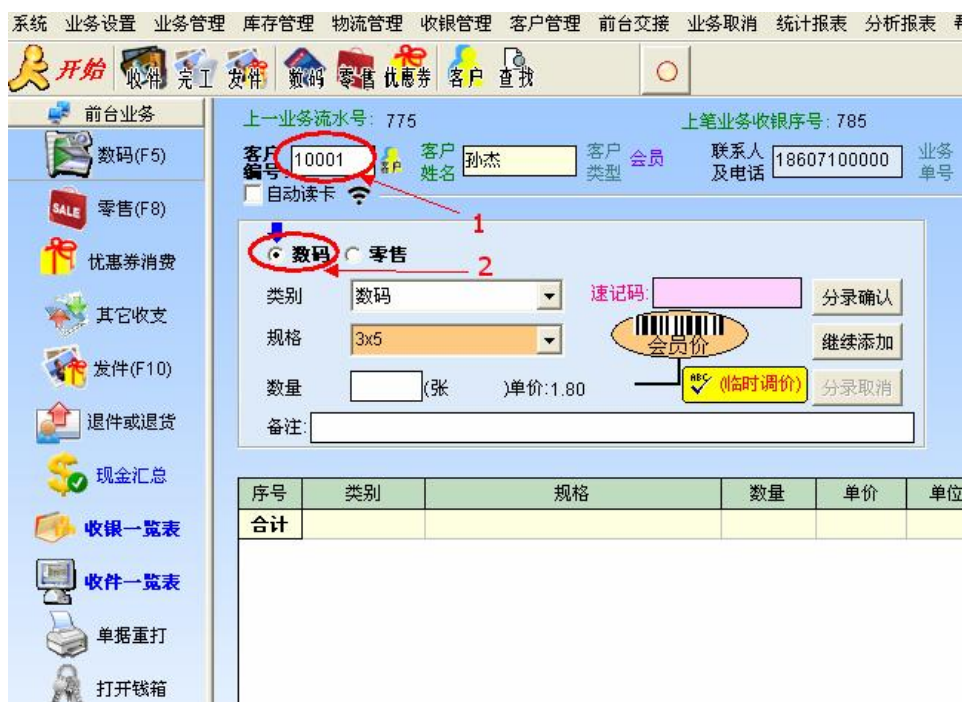 系统 业务设置 业务管理 库存管理 物流管理 收银管理 客户管理 前台交接 业务取消 统计报表 分析报表
开始 收件 完工 发件 数码 零售 优惠券 客户 查找
前台业务
数码(F5)
零售(F8)
优惠券消费
其它收支
发件(F10)
退件或退货
现金汇总
收银一览表
收件一览表
单据重打
打开钱箱
上一业务流水号: 775 上笔业务收银序号: 785
客户编号: 10001 客户 客户姓名 孙杰 客户类型 会员 联系人及电话 18607100000 业务单号
自动读卡
1
数码 零售
2
类别 数码 速记码: 分录确认
规格 3x5 会员价 继续添加
数量 (张 )单价:1.80 ABC (临时调价) 分录取消
备注:
序号 类别 规格 数量 单价 单位
合计